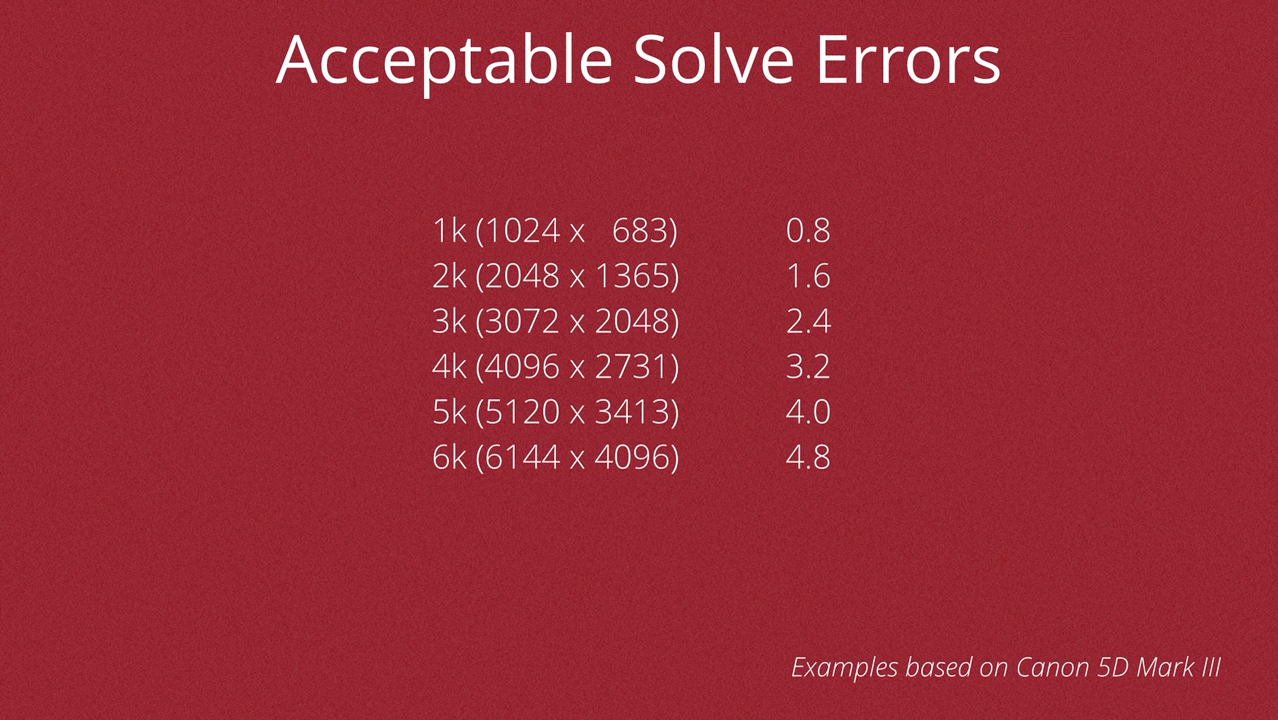 Acceptable Solve Errors
1k (1024 x 683) 0.8
2k (2048 x 1365) 1.6
3k (3072 x 2048) 2.4
4k (4096 x 2731) 3.2
5k (5120 x 3413) 4.0
6k (6144 x 4096) 4.8
Examples based on Canon 5D Mark III